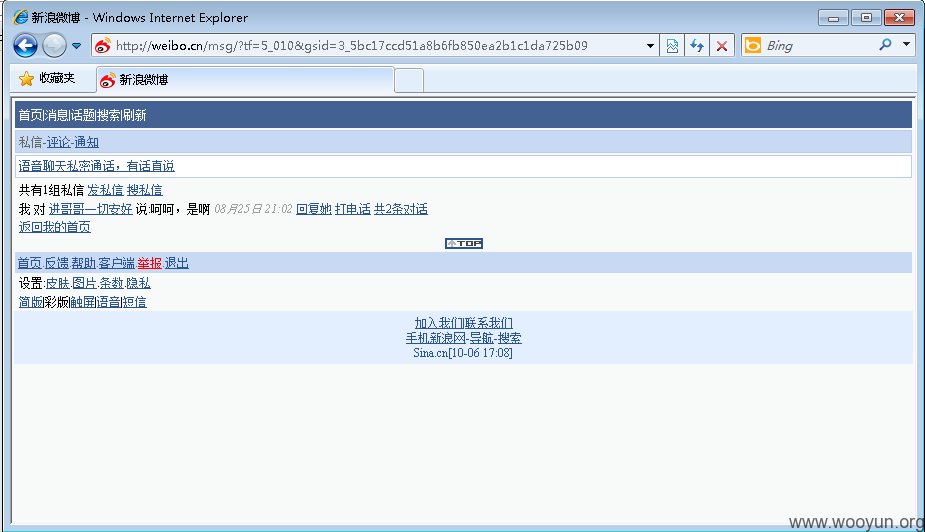 新浪微博 - Windows Internet Explorer
http://weibo.cn/msg/?tf=5_010&gsid=3_5bc17ccd51a8b6fb850ea2b1c1da725b09
Bing
收藏夹
新浪微博
首页|消息|话题|搜索|刷新
私信-评论-通知
语音聊天私密通话，有话直说
共有1组私信 发私信 搜私信
我 对 进哥哥一切安好 说:呵呵，是啊 08月25日 21:02 回复她 打电话 共2条对话
返回我的首页
TOP
首页.反馈.帮助.客户端.举报.退出
设置:皮肤.图片.条数.隐私
简版|彩版|触屏|语音|短信
加入我们|联系我们
手机新浪网-导航-搜索
Sina.cn[10-06 17:08]
www.wooyun.org